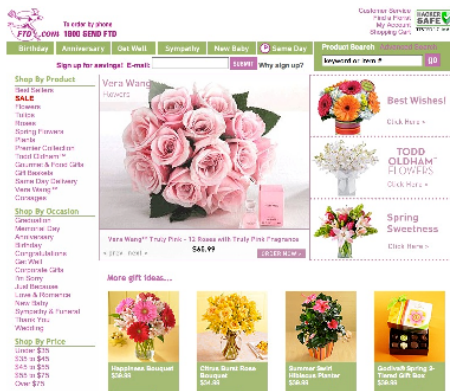 FTD.com
To order by phone
1800 SEND FTD
Customer Service
Find a Florist
My Account
Shopping Cart
HACKER
SAFE
Birthday
Anniversary
Get Well
Sympathy
New Baby
Same Day
Product Search
Advanced Search
Sign up for savings! E-mail:
SUBMIT
Why sign up?
keyword or item #
go
Shop By Product
Best Sellers
SALE
Flowers
Tulips
Roses
Spring Flowers
Plants
Premier Collection
Todd Oldham™
Gourmet & Food Gifts
Gift Baskets
Same Day Delivery
Vera Wang™
Corsages
Shop By Occasion
Graduation
Memorial Day
Anniversary
Birthday
Congratulations
Get Well
Corporate Gifts
I'm Sorry
Just Because
Love & Romance
New Baby
Sympathy & Funeral
Thank You
Wedding
Shop By Price
Under $35
$35 to $45
$45 to $55
$55 to $75
Over $75
Vera Wang
Flowers
Vera Wang™ Truly Pink - 12 Roses with Truly Pink Fragrance
$65.99
< prev next >
ORDER NOW >
Best Wishes!
Click Here >
TODD
OLDHAM™
FLOWERS
Click Here >
Spring
Sweetness
Click Here >
More gift ideas...
Happiness Bouquet
Citrus Burst Rose
Bouquet
Summer Swirl
Hibiscus Planter
Godiva® Spring 8-
Tiered Gift Box